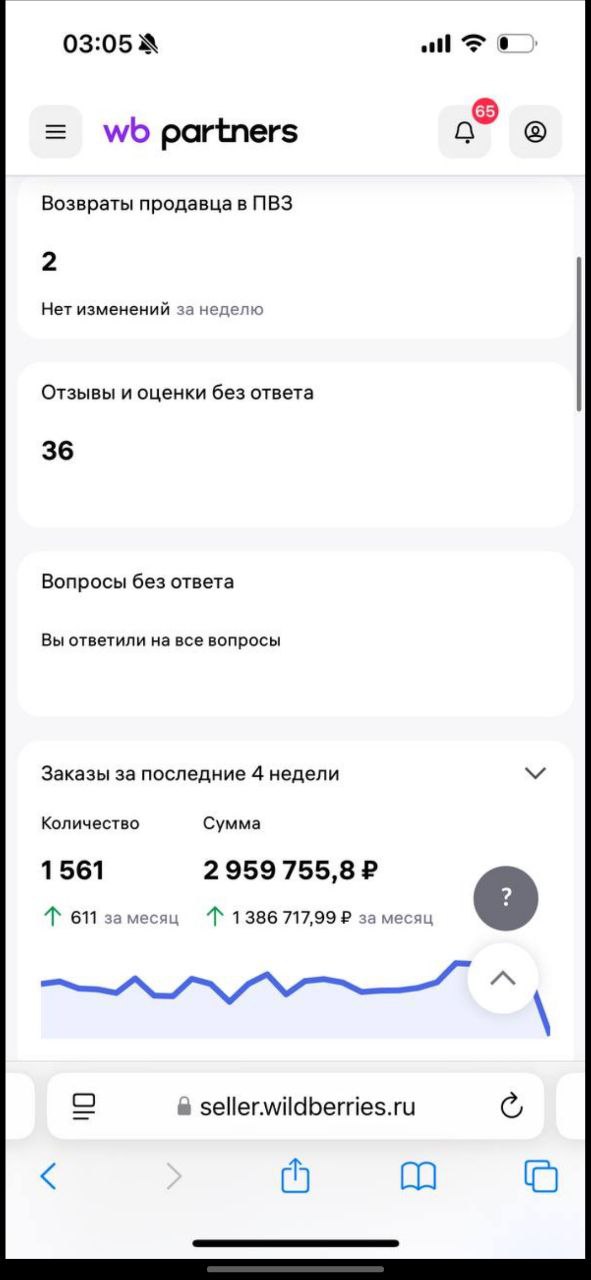 03:05
wb partners
65
Возвраты продавца в ПВЗ
2
Нет изменений за неделю
Отзывы и оценки без ответа
36
Вопросы без ответа
Вы ответили на все вопросы
Заказы за последние 4 недели
Количество Сумма
1 561 2 959 755,8 ₽
611 за месяц 1 386 717,99 ₽ за месяц
?
seller.wildberries.ru